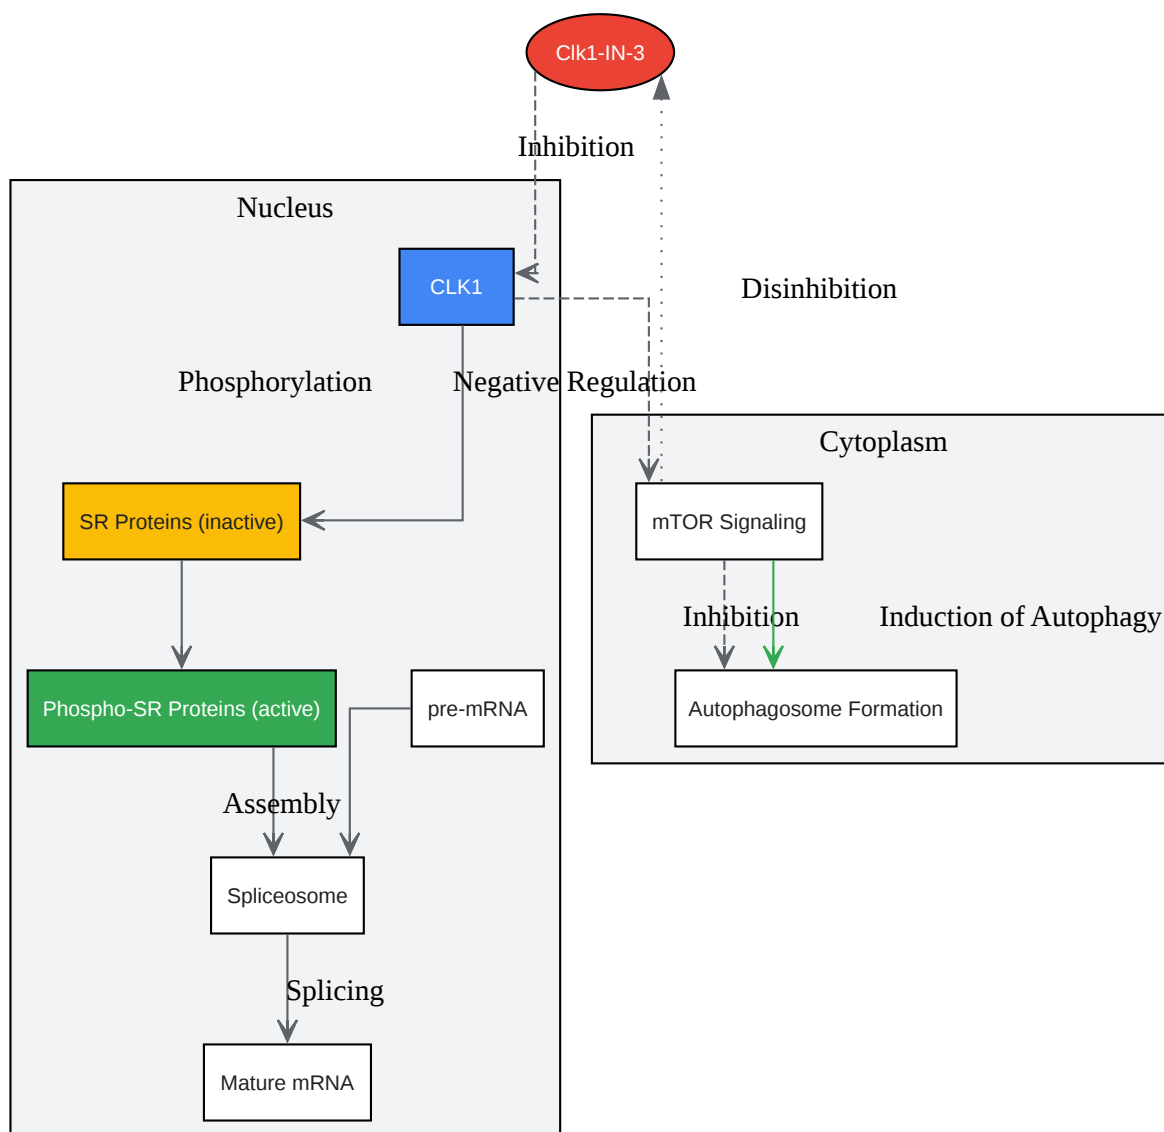 Clk1-IN-3
Inhibition
Nucleus
CLK1
Disinhibition
Phosphorylation
Negative Regulation
Cytoplasm
SR Proteins (inactive)
mTOR Signaling
Inhibition
Induction of Autophagy
Phospho-SR Proteins (active)
pre-mRNA
Autophagosome Formation
Assembly
Spliceosome
Splicing
Mature mRNA